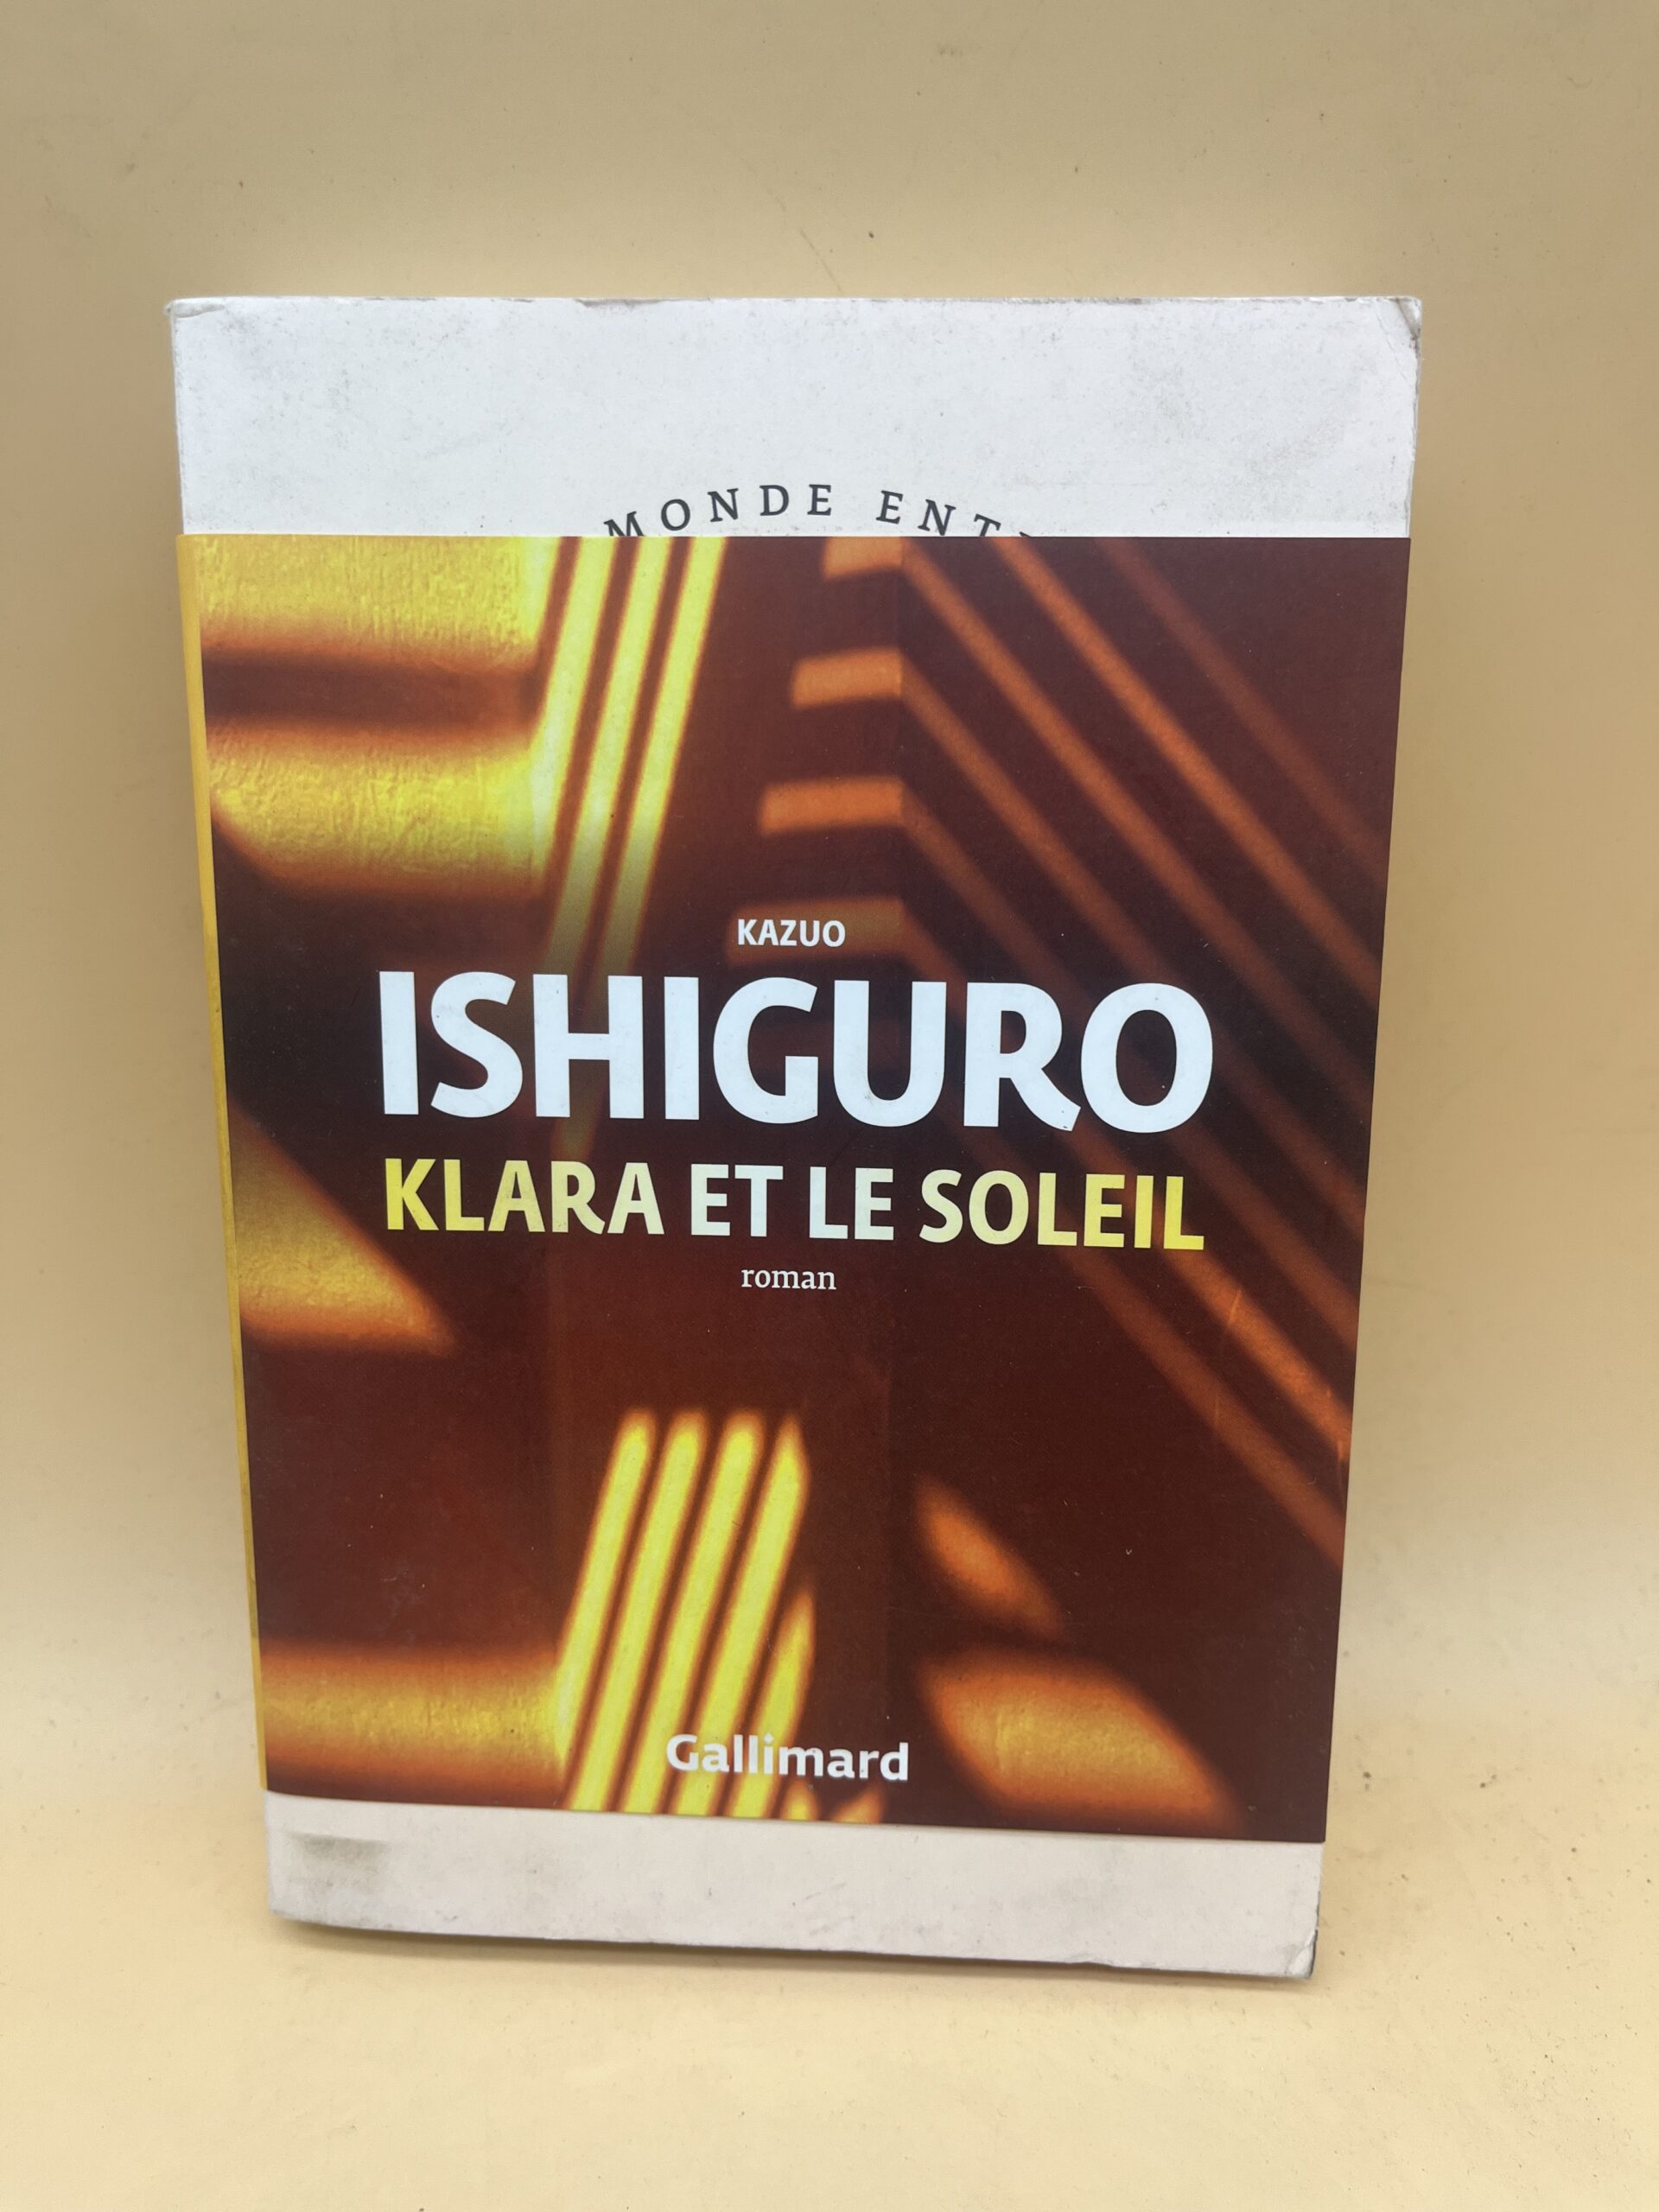 MONDE ENT
KAZUO
ISHIGURO
KLARA ET LE SOLEIL
roman
Gallimard